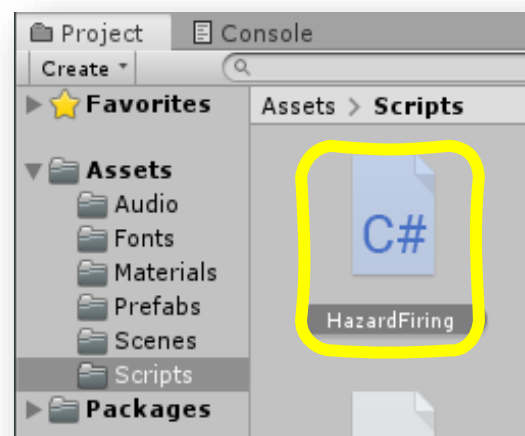 Project Console
Create
Favorites
Assets > Scripts
Assets
Audio
Fonts
Materials
Prefabs
Scenes
Scripts
Packages
C#
HazardFiring